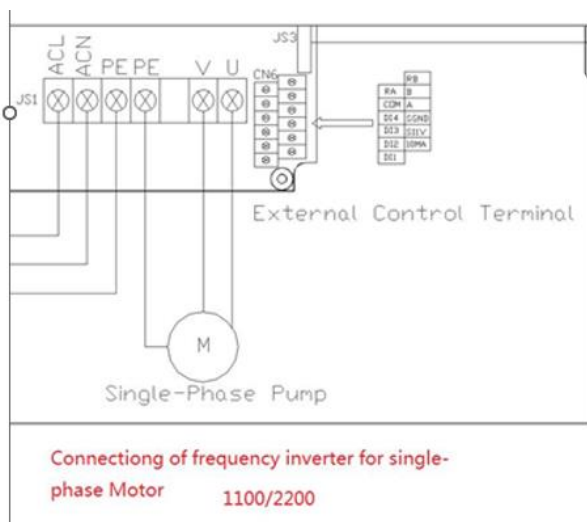 JS3
ACL ACN PE PE V U
CN6
JS1
RB
RA B
COM A
DI4 SGND
DI3 SI1V
DI2 10MA
DI1
External Control Terminal
M
Single-Phase Pump
Connectiong of frequency inverter for single-
phase Motor 1100/2200